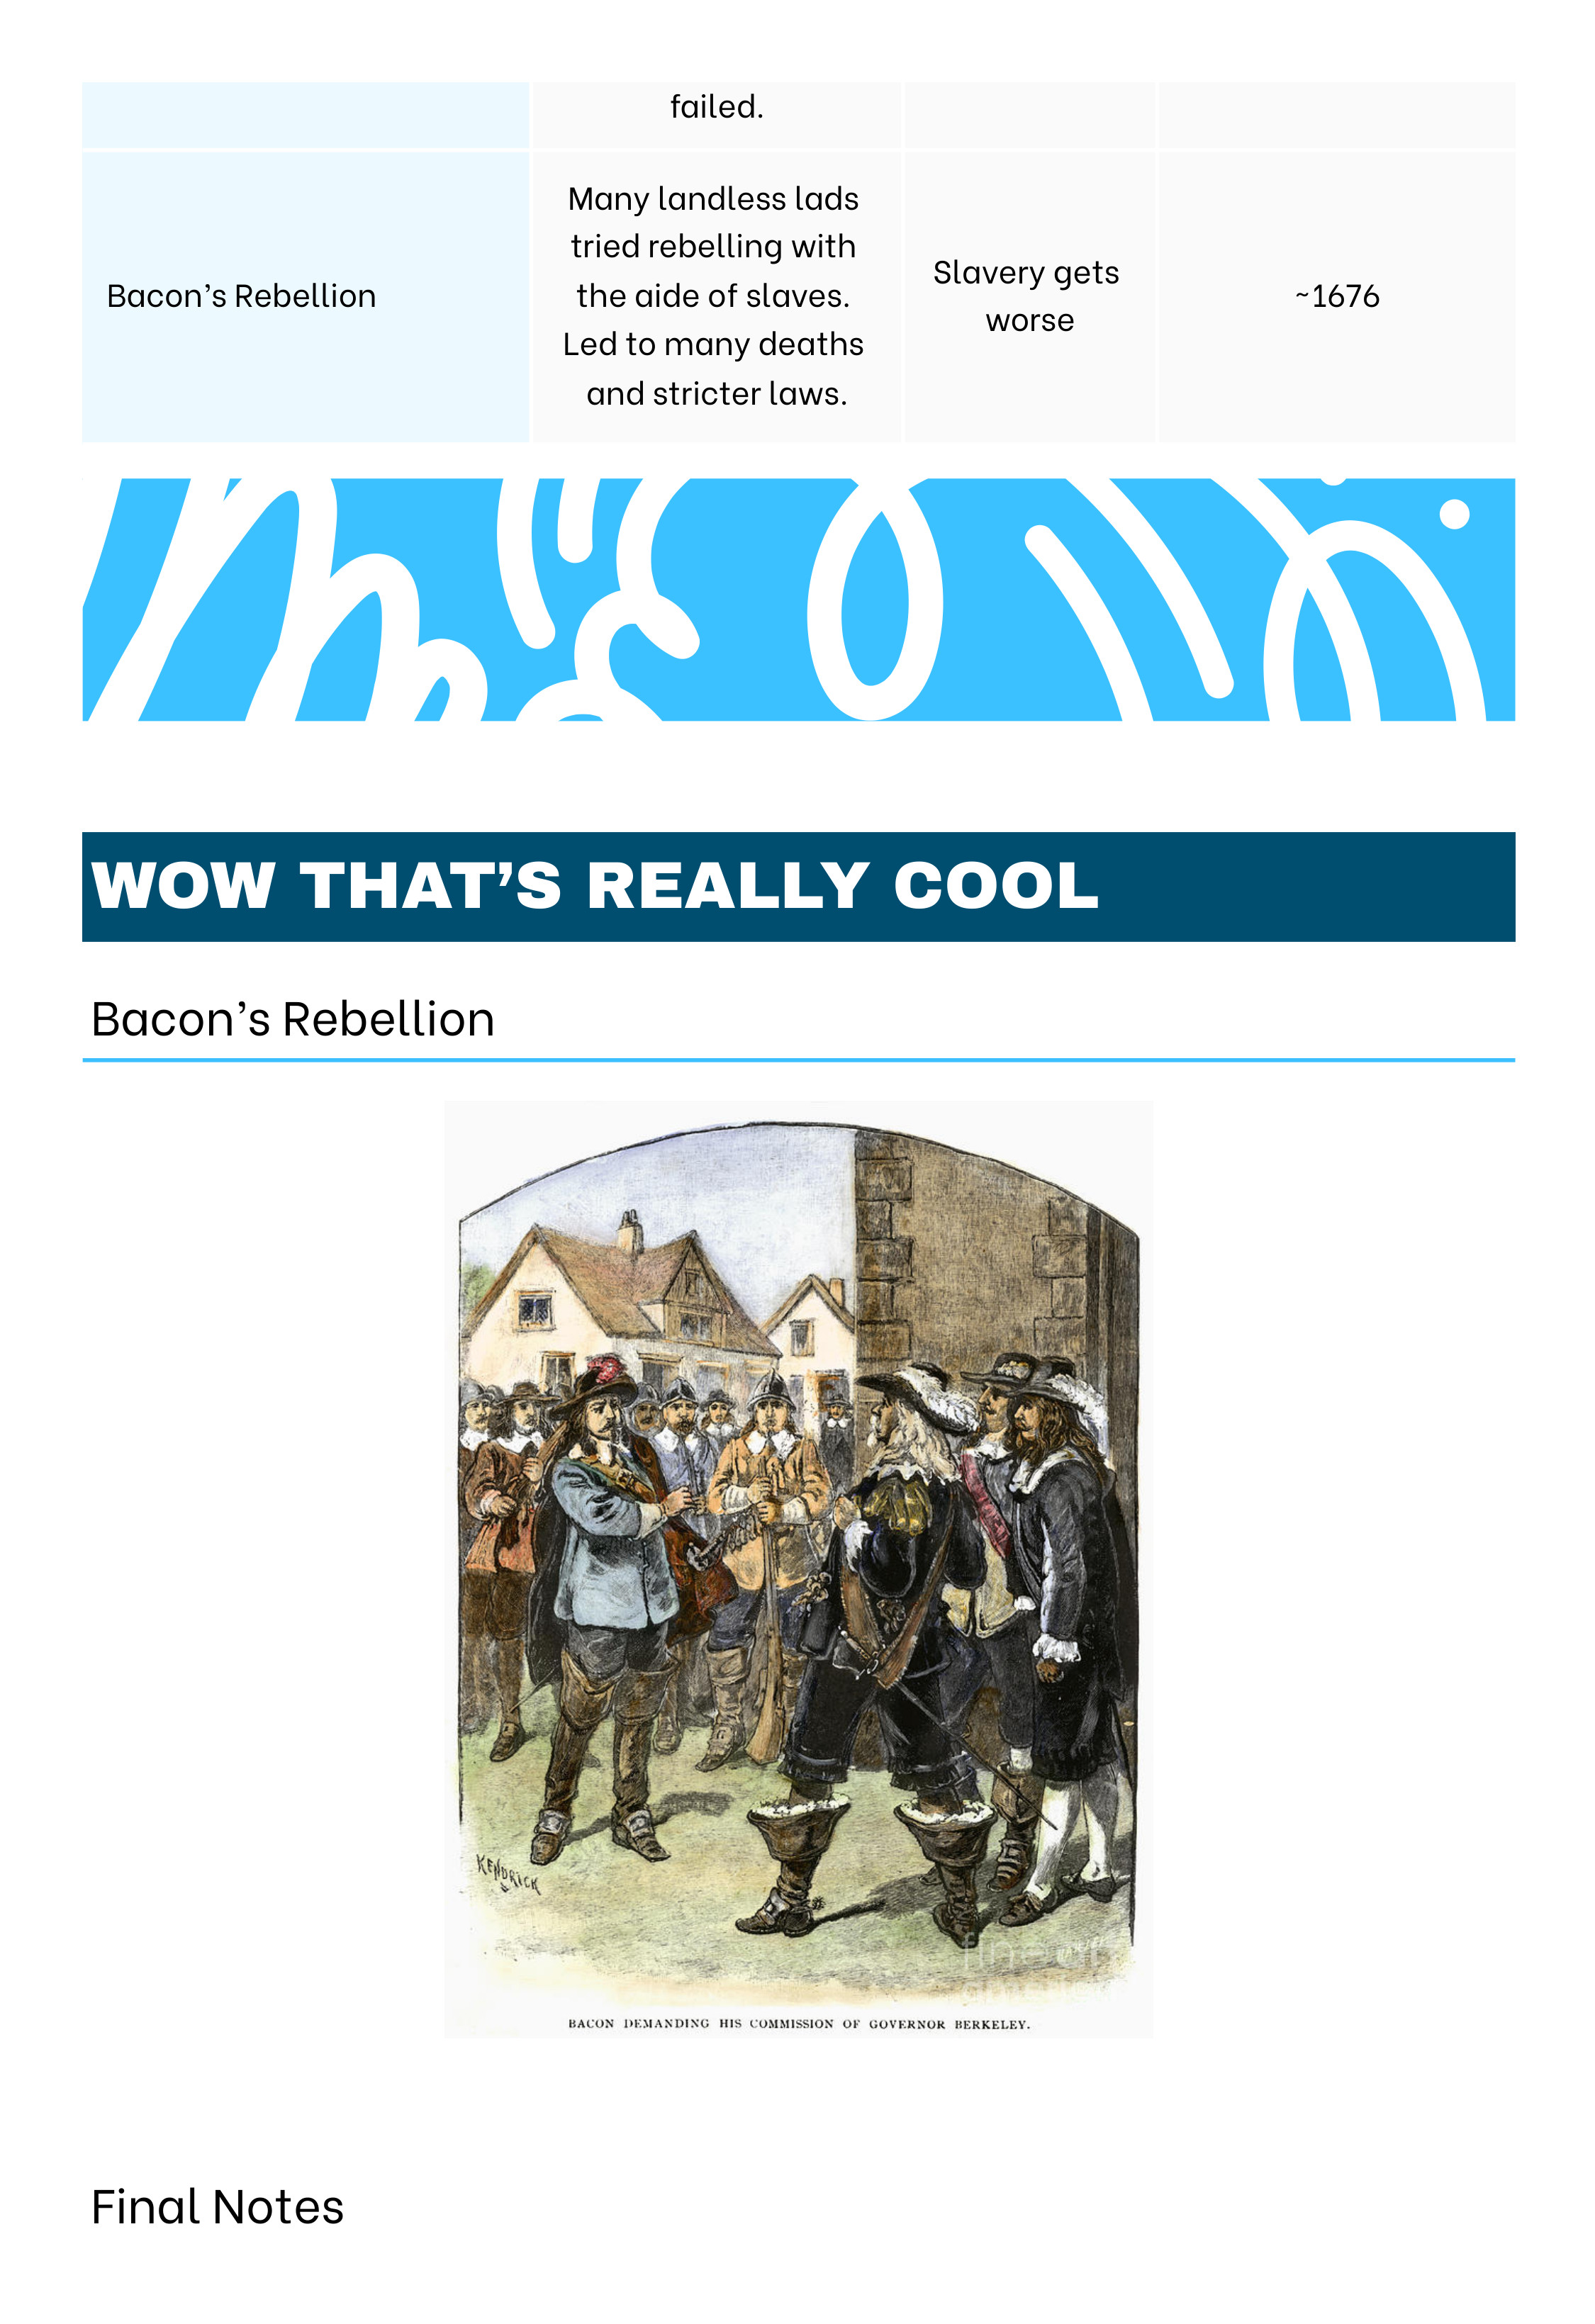 failed.
Many landless lads
tried rebelling with
the aide of slaves.
Led to many deaths
and stricter laws.
Bacon’s Rebellion
Slavery gets
worse
~1676
WOW THAT’S REALLY COOL
Bacon’s Rebellion
KENDRICK
fine art
BACON DEMANDING HIS COMMISSION OF GOVERNOR BERKELEY.
Final Notes